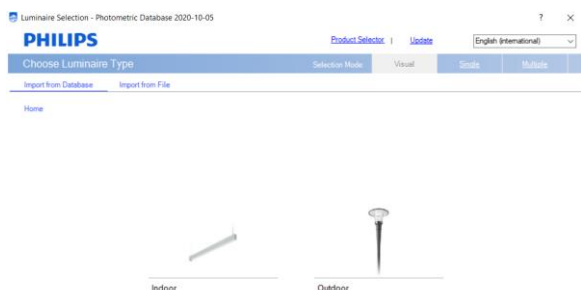 Luminaire Selection - Photometric Database 2020-10-05 ? ×
PHILIPS Product Selector | Update English (international)
Choose Luminaire Type Selection Mode: Visual Single Multiple
Import from Database Import from File
Home
Indoor Outdoor